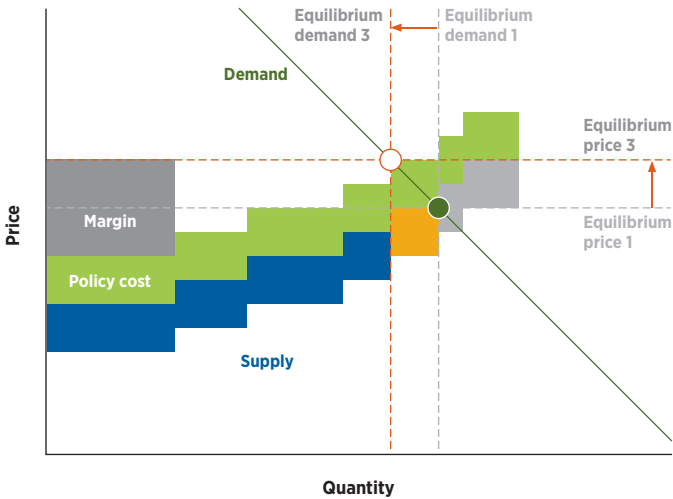 Equilibrium
demand 3
Equilibrium
demand 1
Demand
Equilibrium
price 3
Margin
Equilibrium
price 1
Policy cost
Supply
Price
Quantity